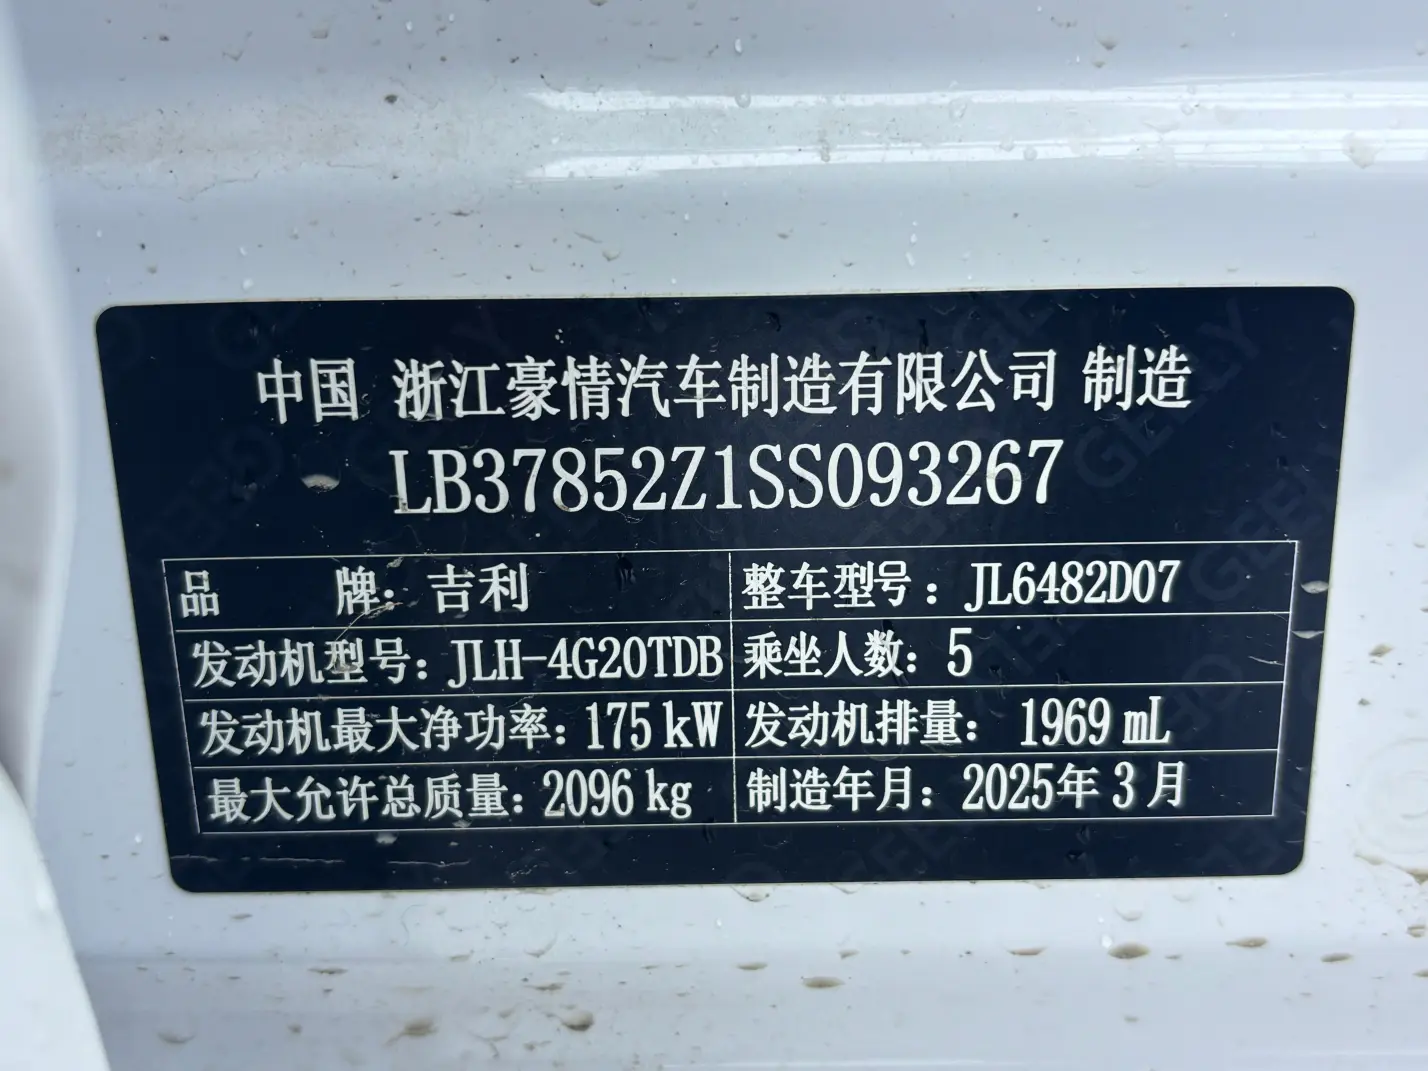 中国 浙江豪情汽车制造有限公司 制造
LB37852Z1SS093267
品 牌：吉利 整车型号：JL6482D07
发动机型号：JLH-4G20TDB 乘坐人数：5
发动机最大净功率：175 kW 发动机排量：1969 mL
最大允许总质量：2096 kg 制造年月：2025年3月